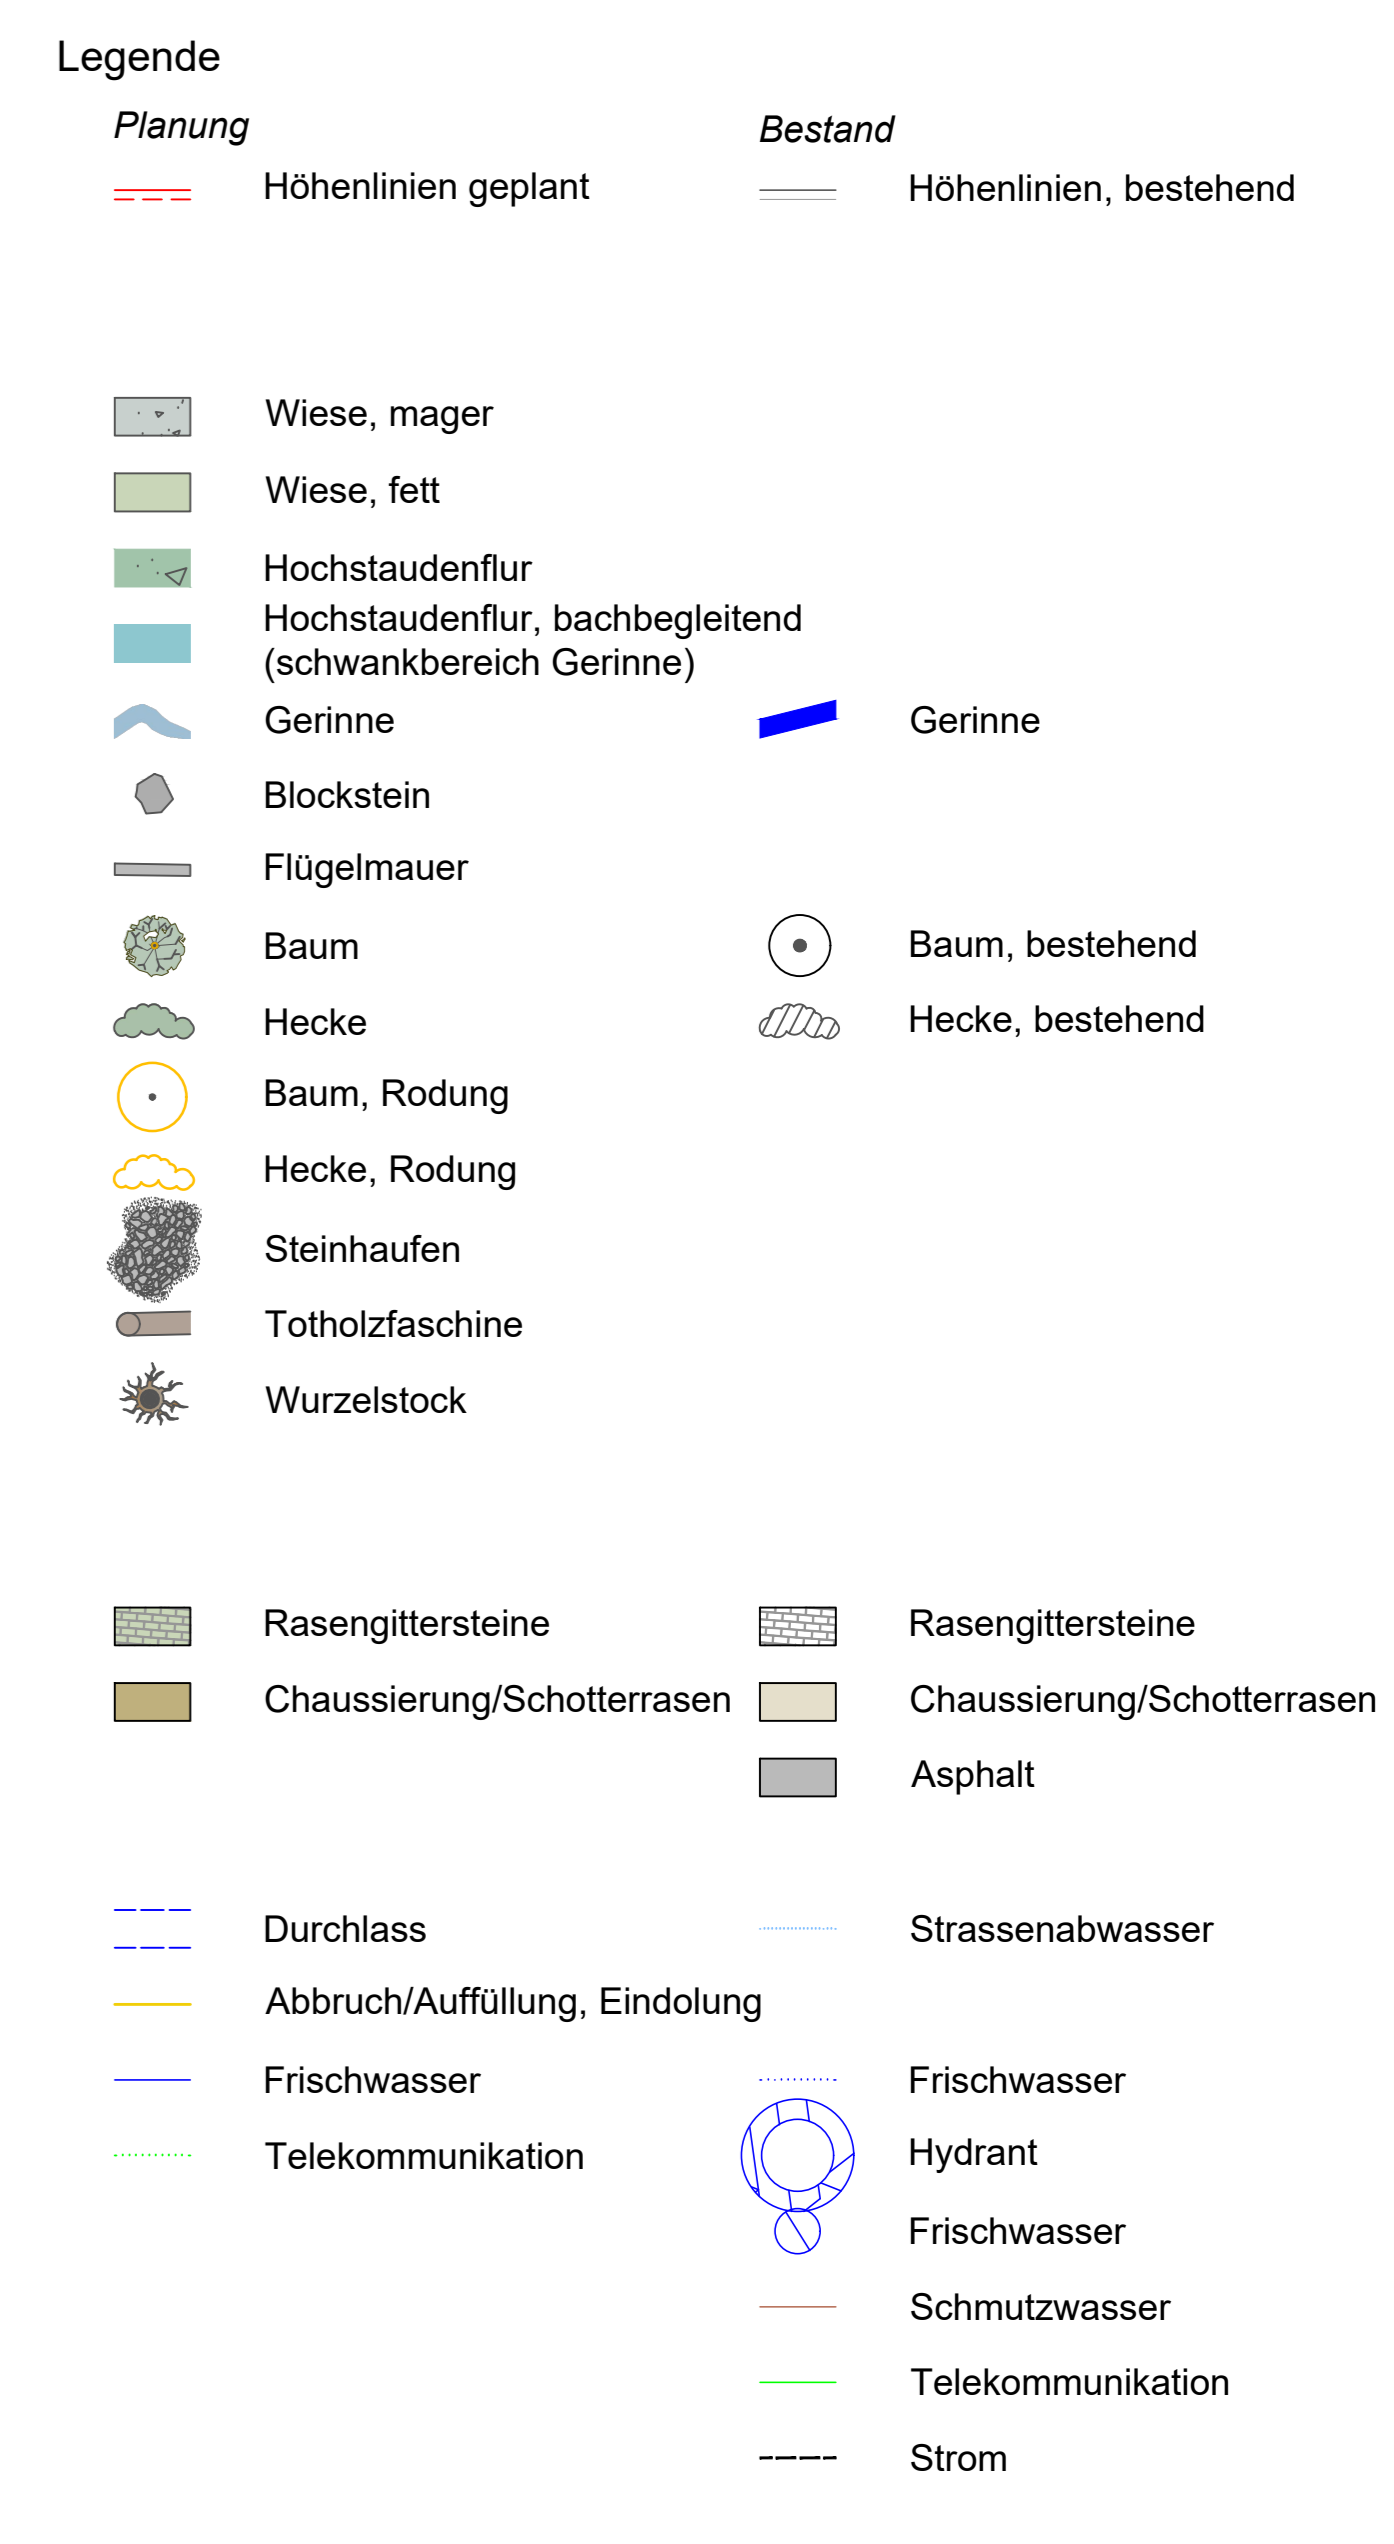 Legende
Planung
Bestand
Höhenlinien geplant
Höhenlinien, bestehend
Wiese, mager
Wiese, fett
Hochstaudenflur
Hochstaudenflur, bachbegleitend
(schwankbereich Gerinne)
Gerinne
Gerinne
Blockstein
Flügelmauer
Baum
Baum, bestehend
Hecke
Hecke, bestehend
Baum, Rodung
Hecke, Rodung
Steinhaufen
Totholzfaschine
Wurzelstock
Rasengittersteine
Rasengittersteine
Chaussierung/Schotterrasen
Chaussierung/Schotterrasen
Asphalt
Durchlass
Strassenabwasser
Abbruch/Auffüllung, Eindolung
Frischwasser
Frischwasser
Telekommunikation
Hydrant
Frischwasser
Schmutzwasser
Telekommunikation
Strom